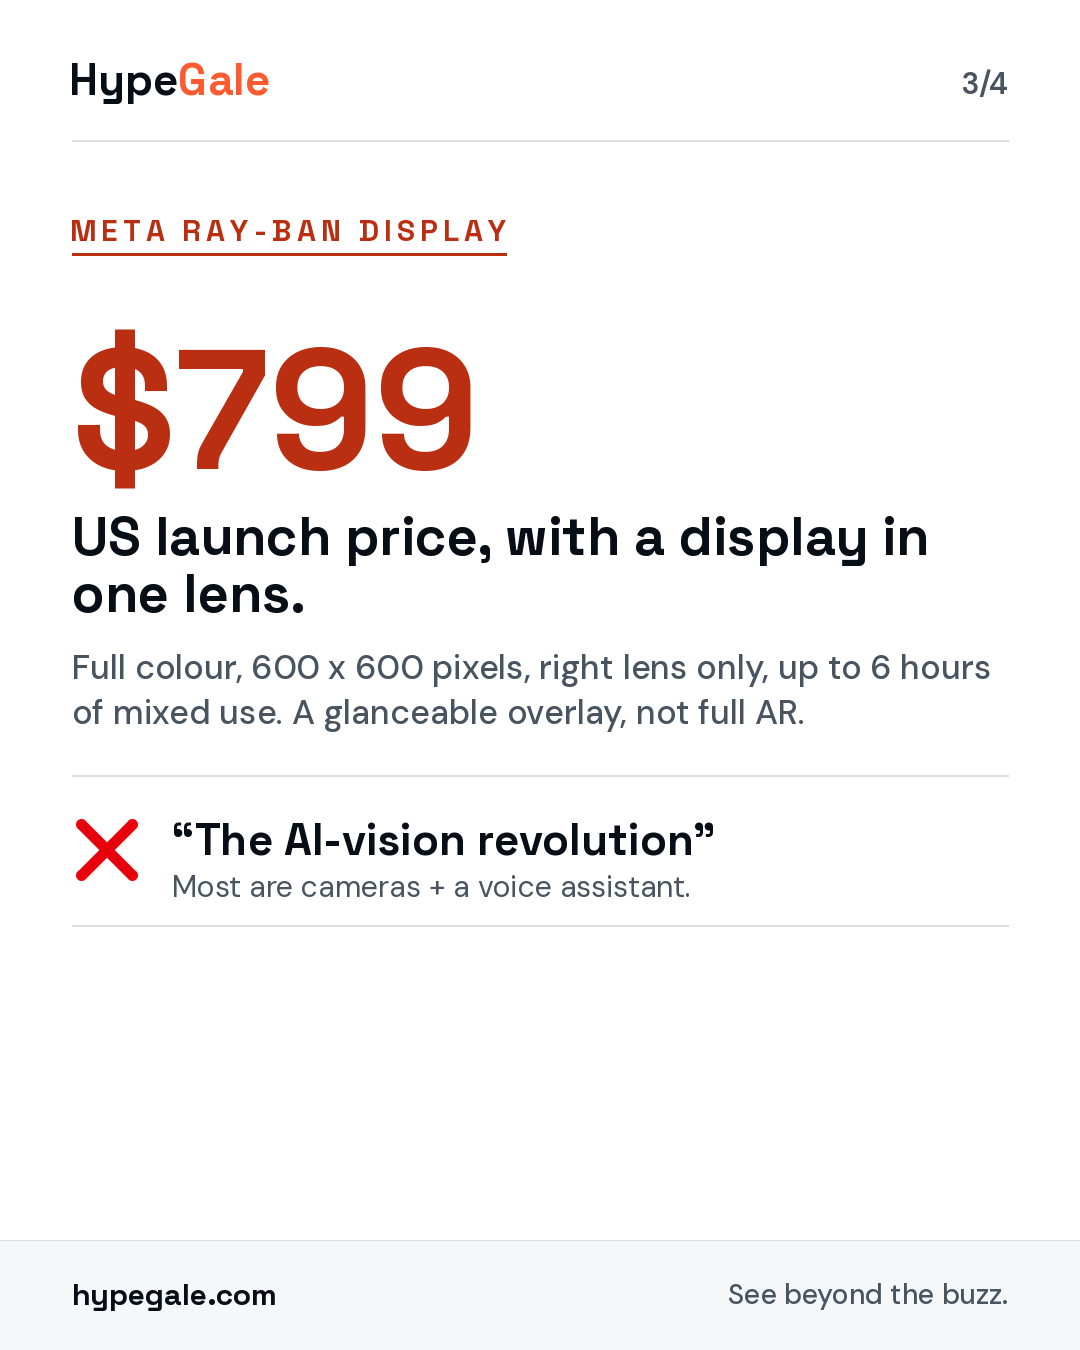 HypeGale
3/4
META RAY-BAN DISPLAY
$799
US launch price, with a display in
one lens.
Full colour, 600 x 600 pixels, right lens only, up to 6 hours
of mixed use. A glanceable overlay, not full AR.
“The AI-vision revolution”
Most are cameras + a voice assistant.
hypegale.com
See beyond the buzz.